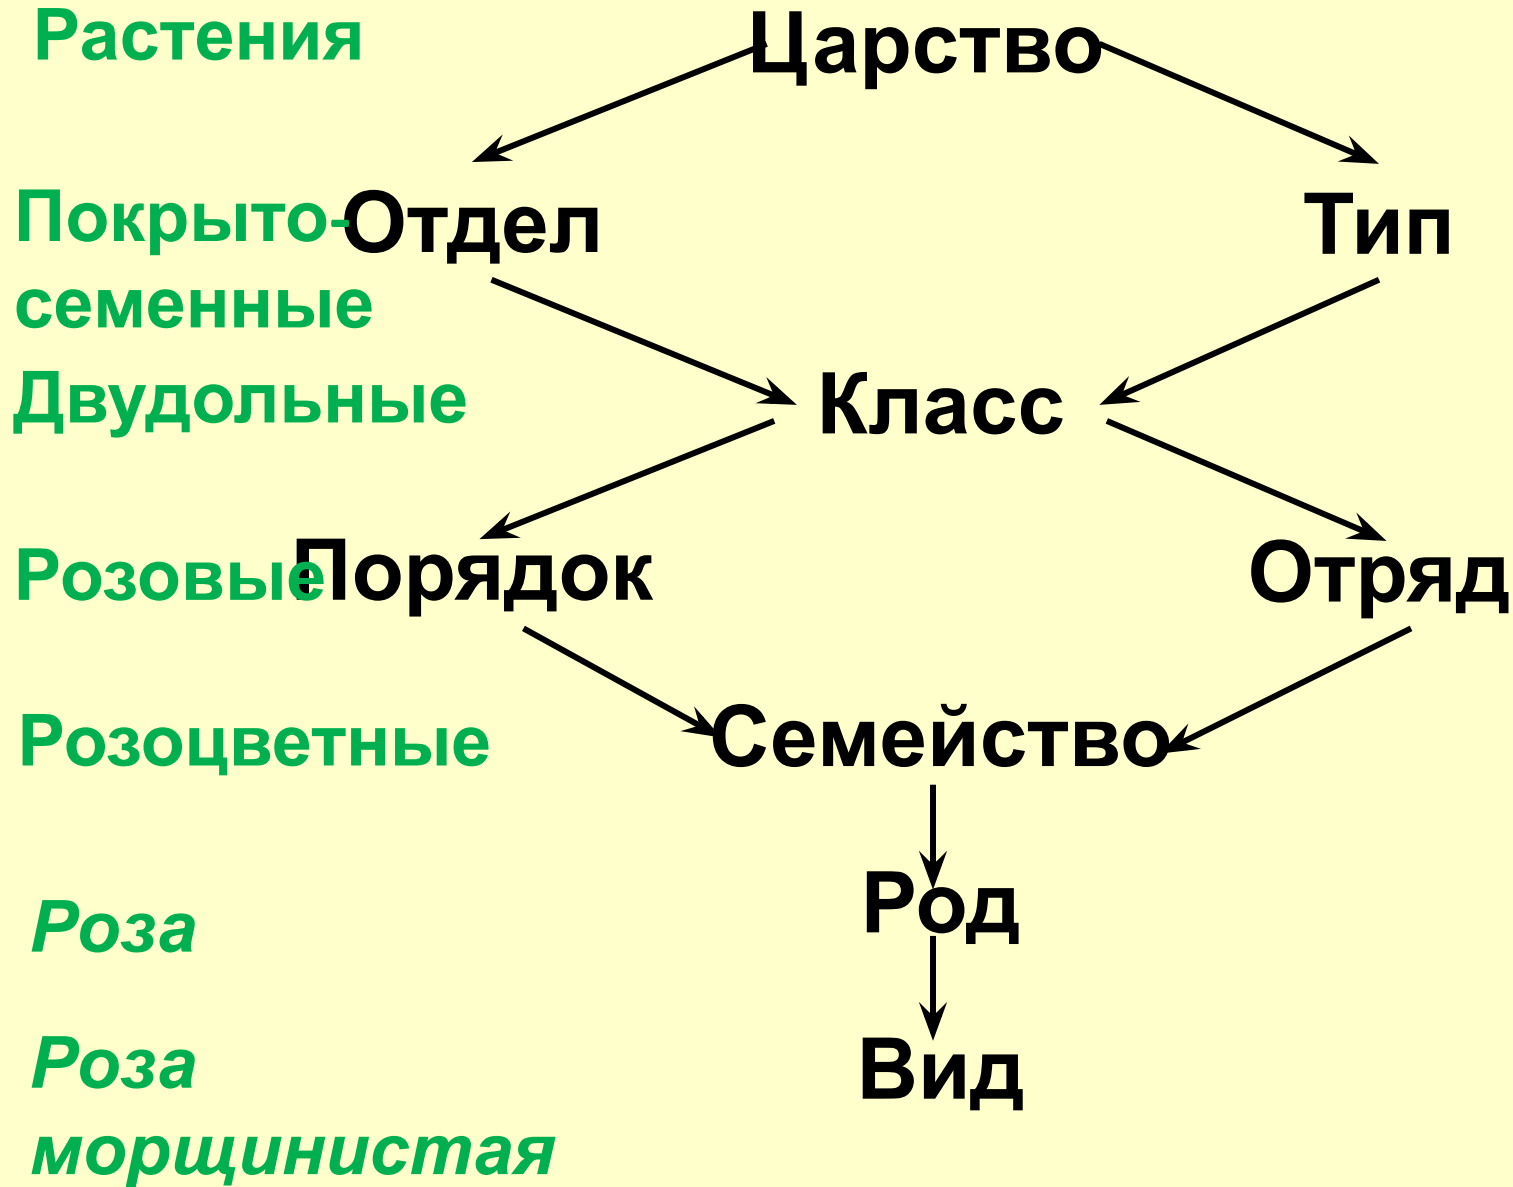 Растения Царство
Покрыто- Отдел Тип
семенные
Двудольные Класс
Розовые Порядок Отряд
Розоцветные Семейство
Роза Род
Роза Вид
морщинистая